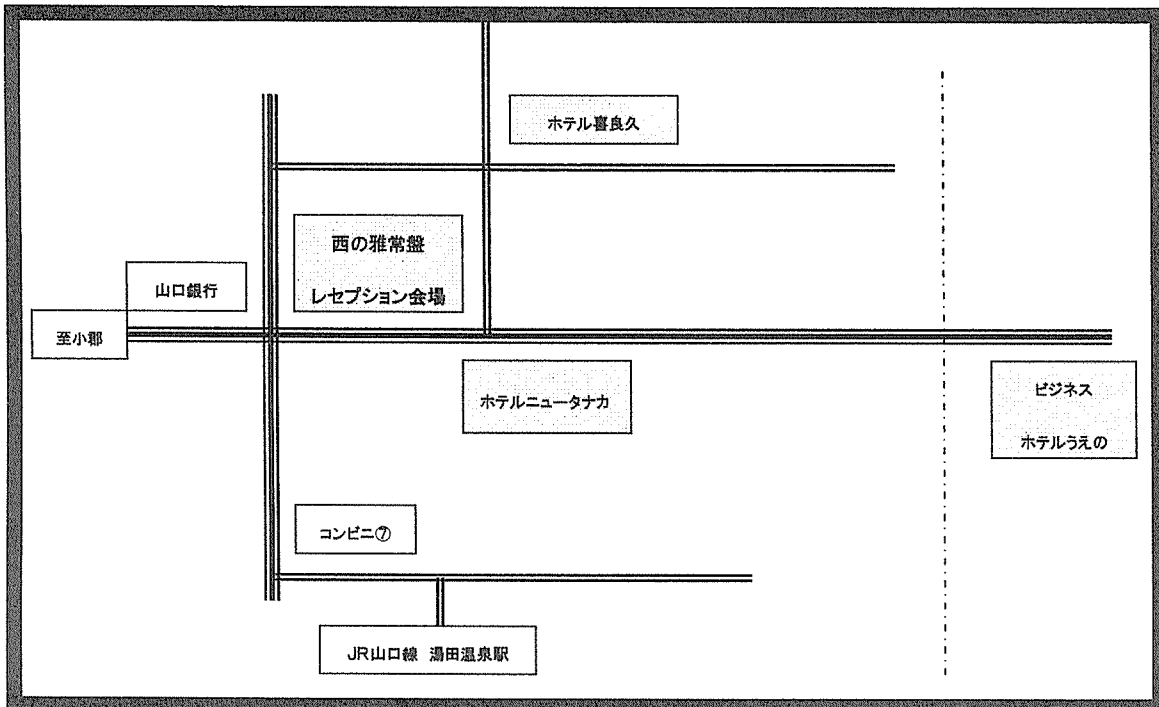 ホテル喜良久
西の雅常盤
レセプション会場
山口銀行
至小郡
ホテルニュータナカ
ビジネス
ホテルうえの
コンビニ⑦
JR山口線 湯田温泉駅